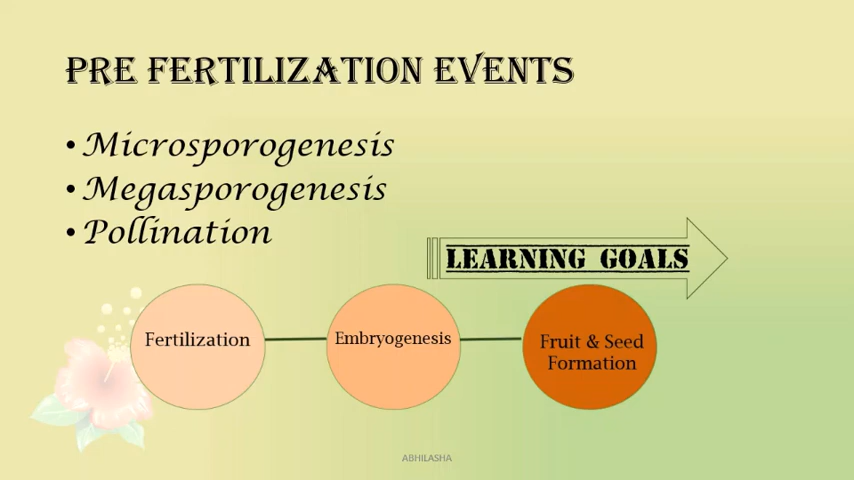 PRE FERTILIZATION EVENTS
• Microsporogenesis
• Megasporogenesis
• Pollination
LEARNING GOALS
Fertilization
Embryogenesis
Fruit & Seed
Formation
ABHILASHA